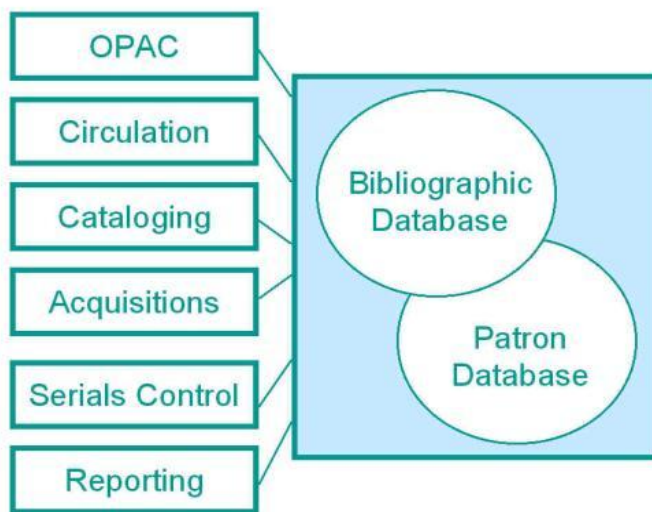 OPAC
Circulation
Cataloging
Acquisitions
Serials Control
Reporting
Bibliographic
Database
Patron
Database